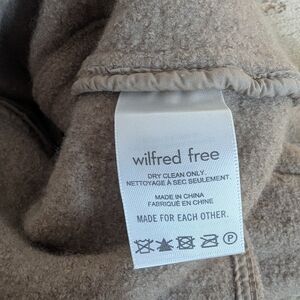 wilfred free
DRY CLEAN ONLY.
NETTOYAGE À SEC SEULEMENT.
MADE IN CHINA
FABRIQUÉ EN CHINE
MADE FOR EACH OTHER.
P